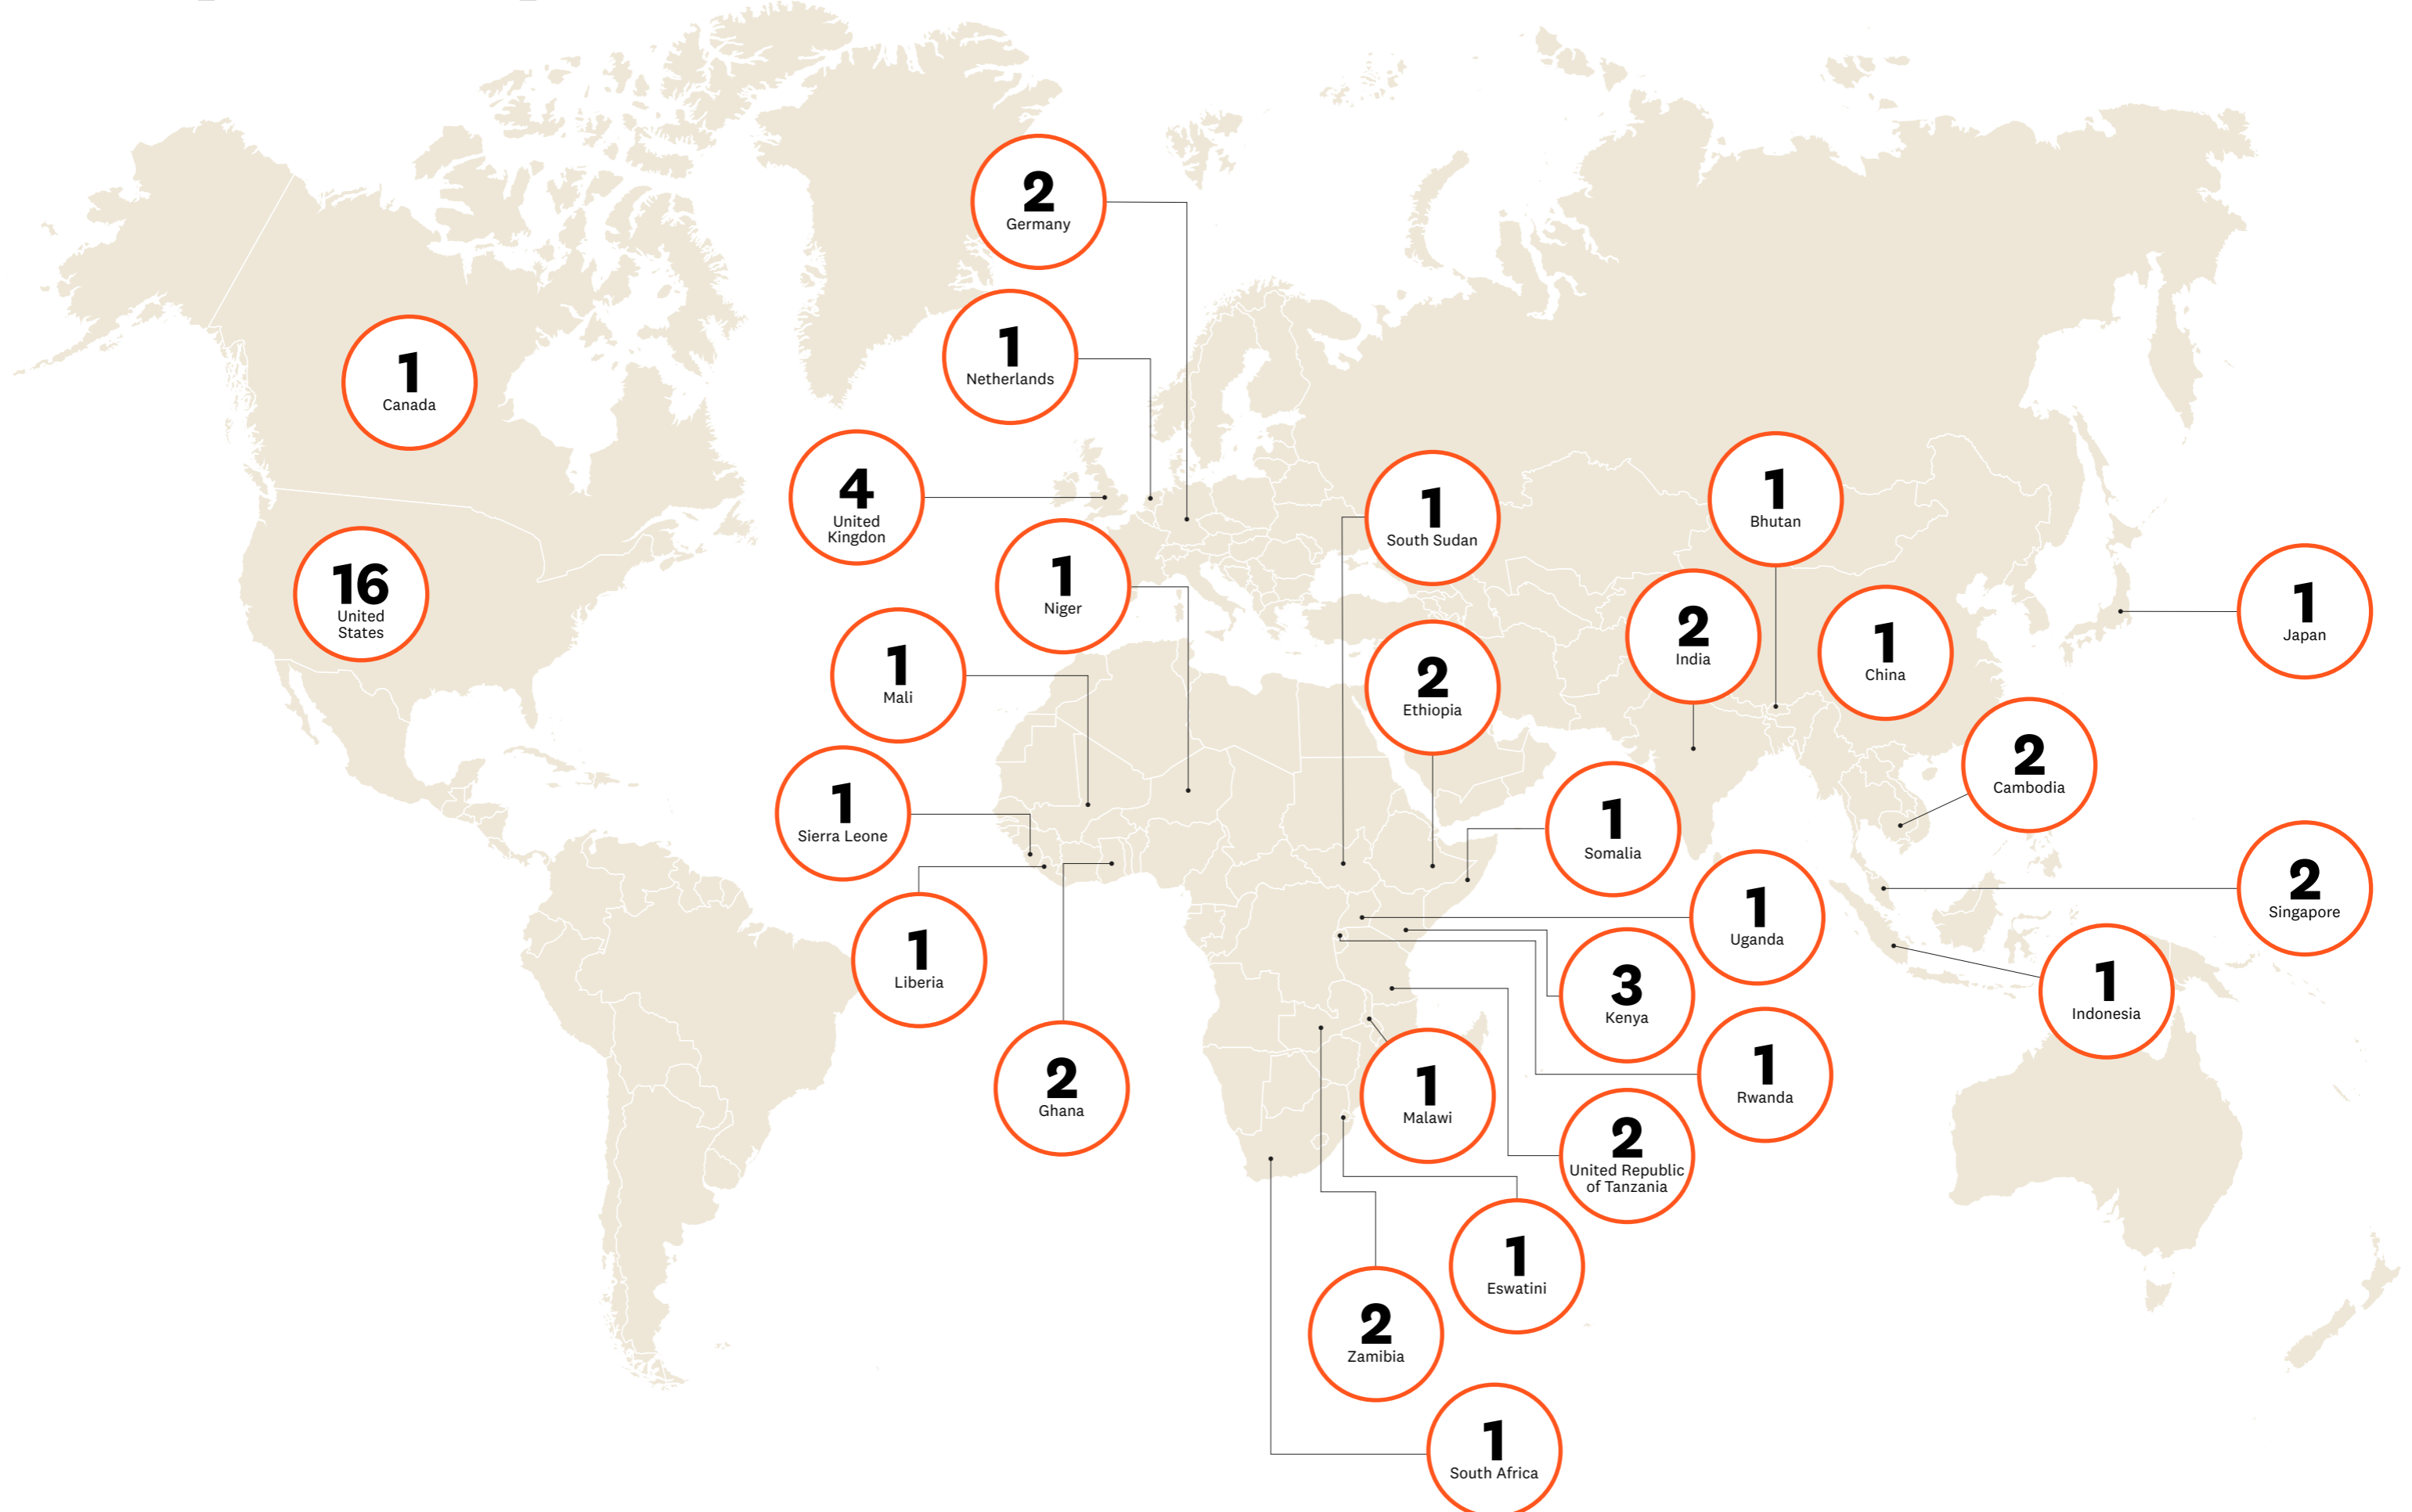 2
Germany
1
Netherlands
1
Canada
4
United
Kingdon
1
South Sudan
1
Bhutan
16
United
States
1
Niger
2
India
1
China
1
Japan
1
Mali
2
Ethiopia
2
Cambodia
1
Sierra Leone
1
Somalia
2
Singapore
1
Uganda
1
Liberia
3
Kenya
1
Indonesia
2
Ghana
1
Malawi
1
Rwanda
2
United Republic
of Tanzania
1
Eswatini
2
Zamibia
1
South Africa